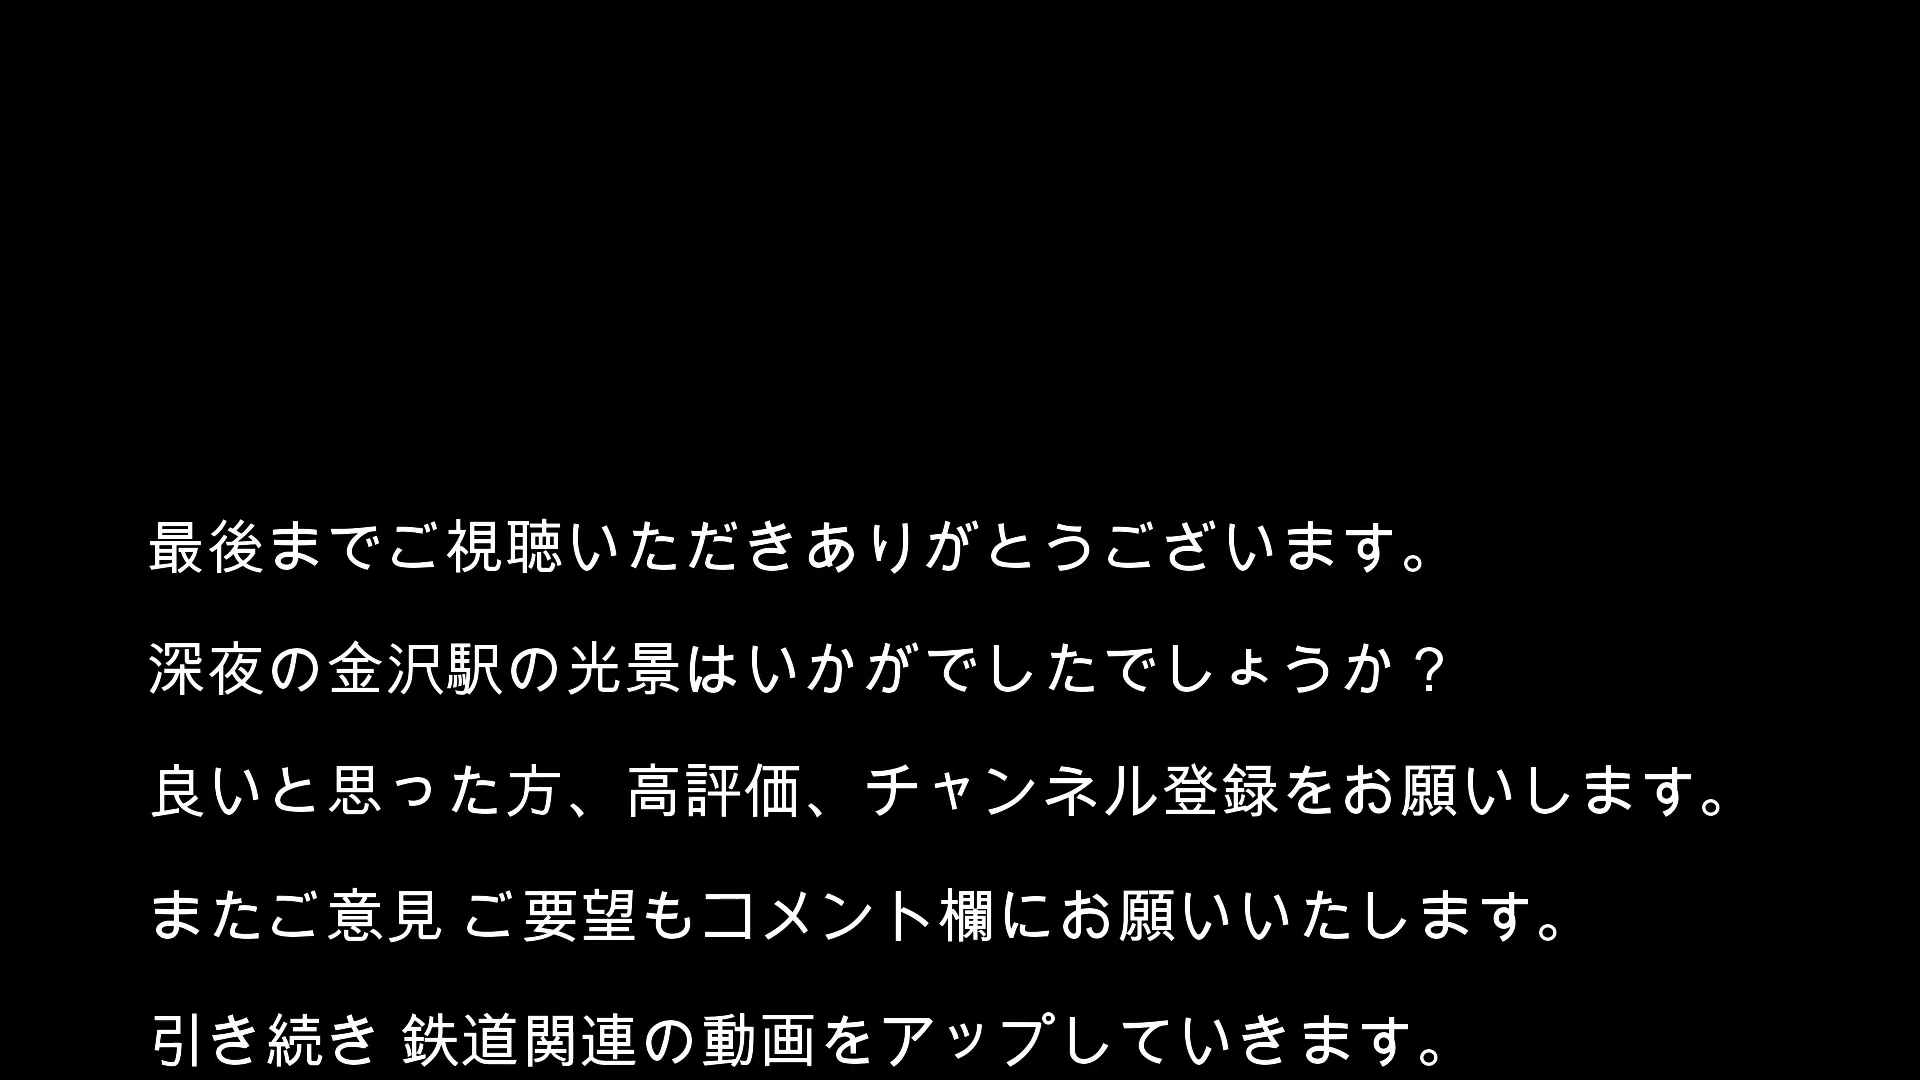 最後までご視聴いただきありがとうございます。
深夜の金沢駅の光景はいかがでしたでしょうか？
良いと思った方、高評価、チャンネル登録をお願いします。
またご意見 ご要望もコメント欄にお願いいたします。
引き続き 鉄道関連の動画をアップしていきます。